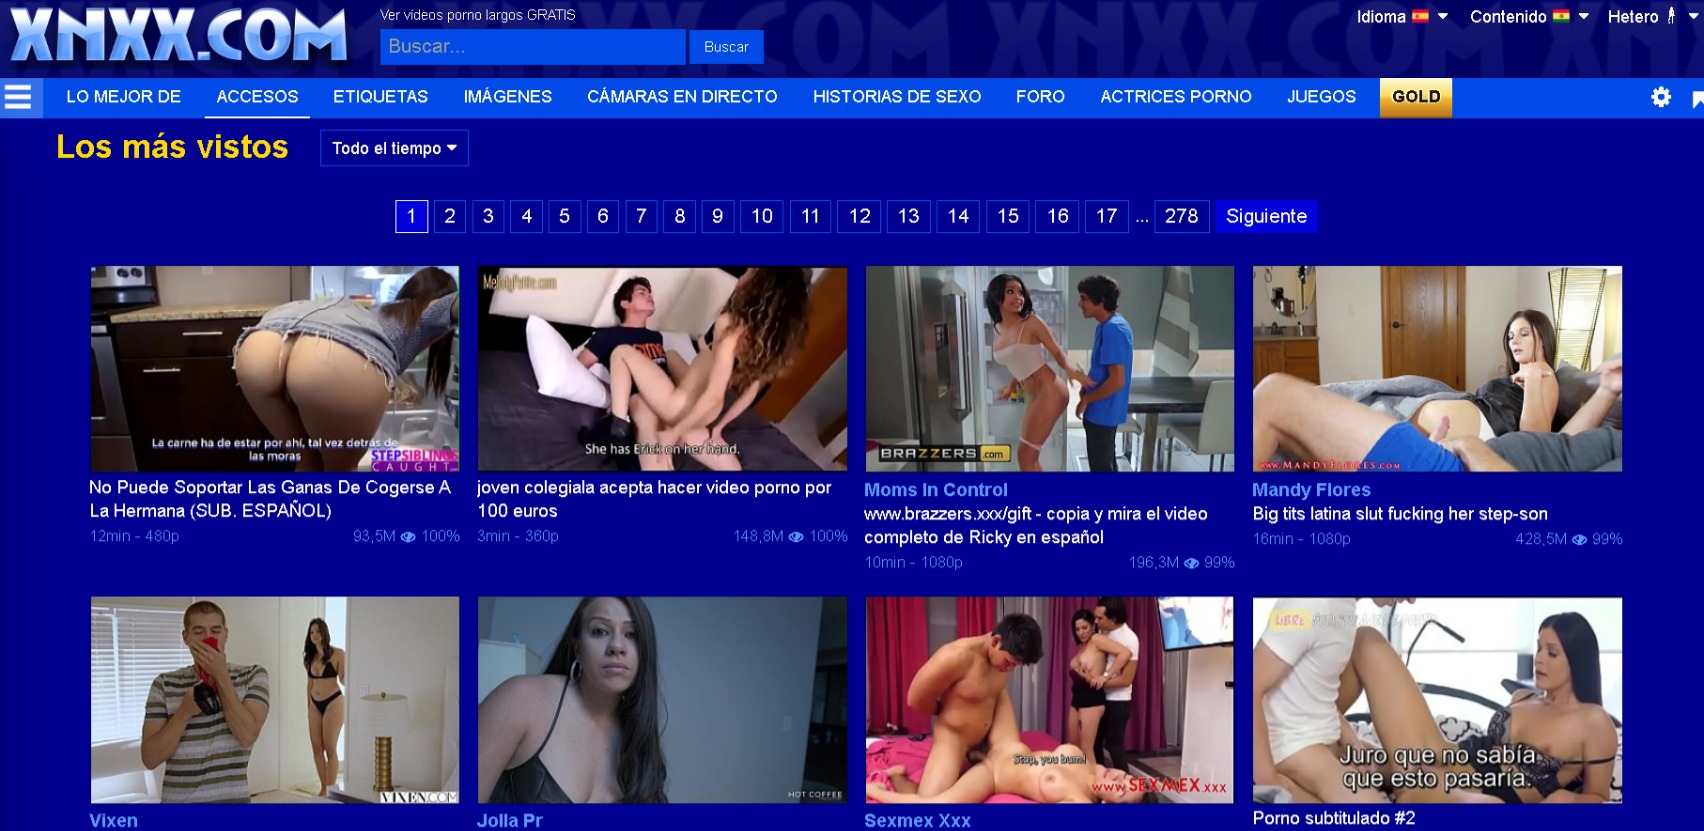 XNXX.COM
Ver vídeos porno largos GRATIS
Buscar...
Buscar
Idioma
Contenido
Hetero
LO MEJOR DE
ACCESOS
ETIQUETAS
IMÁGENES
CÁMARAS EN DIRECTO
HISTORIAS DE SEXO
FORO
ACTRICES PORNO
JUEGOS
GOLD
Los más vistos
Todo el tiempo
1 2 3 4 5 6 7 8 9 10 11 12 13 14 15 16 17 ... 278 Siguiente
La carne ha de estar por ahí, tal vez detrás de
las moras
STEPSIBLINGS
CAUGHT
No Puede Soportar Las Ganas De Cogerse A
La Hermana (SUB. ESPAÑOL)
12min - 480p
93,5M 100%
She has Erick on her hand.
joven colegiala acepta hacer video porno por
100 euros
3min - 360p
148,8M 100%
BRAZZERS.com
Moms In Control
www.brazzers.xxx/gift - copia y mira el video
completo de Ricky en español
10min - 1080p
196,3M 99%
www.MANDYFLORES.com
Mandy Flores
Big tits latina slut fucking her step-son
16min - 1080p
428,5M 99%
VIXEN.COM
Vixen
HOT COFFEE
Jolla Pr
Stop, you bum!
www.SEXMEX.xxx
Sexmex Xxx
LIBRE
Juro que no sabía
que esto pasaría.
Porno subtitulado #2